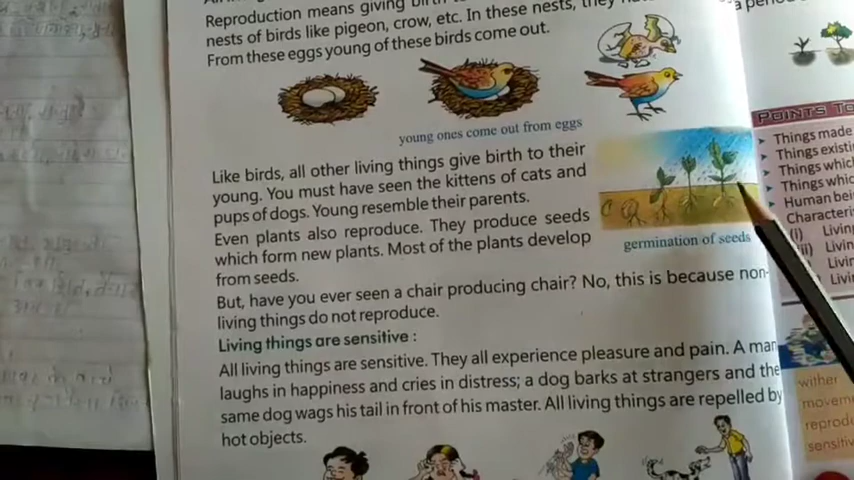 Reproduction means giving birth to
nests of birds like pigeon, crow, etc. In these nests, they
From these eggs young of these birds come out.
young ones come out from eggs
Like birds, all other living things give birth to their
young. You must have seen the kittens of cats and
pups of dogs. Young resemble their parents.
Even plants also reproduce. They produce seeds
which form new plants. Most of the plants develop
from seeds.
germination of seeds
But, have you ever seen a chair producing chair? No, this is because non-
living things do not reproduce.
Living things are sensitive :
All living things are sensitive. They all experience pleasure and pain. A man
laughs in happiness and cries in distress; a dog barks at strangers and the
same dog wags his tail in front of his master. All living things are repelled by
hot objects.
a period
POINTS TO
Things made
Things existi
Things which
Things which
Human bei
Characteri
(i) Living
(ii) Livin
Livin
Livi
wither
movem
reprod
sensitiv